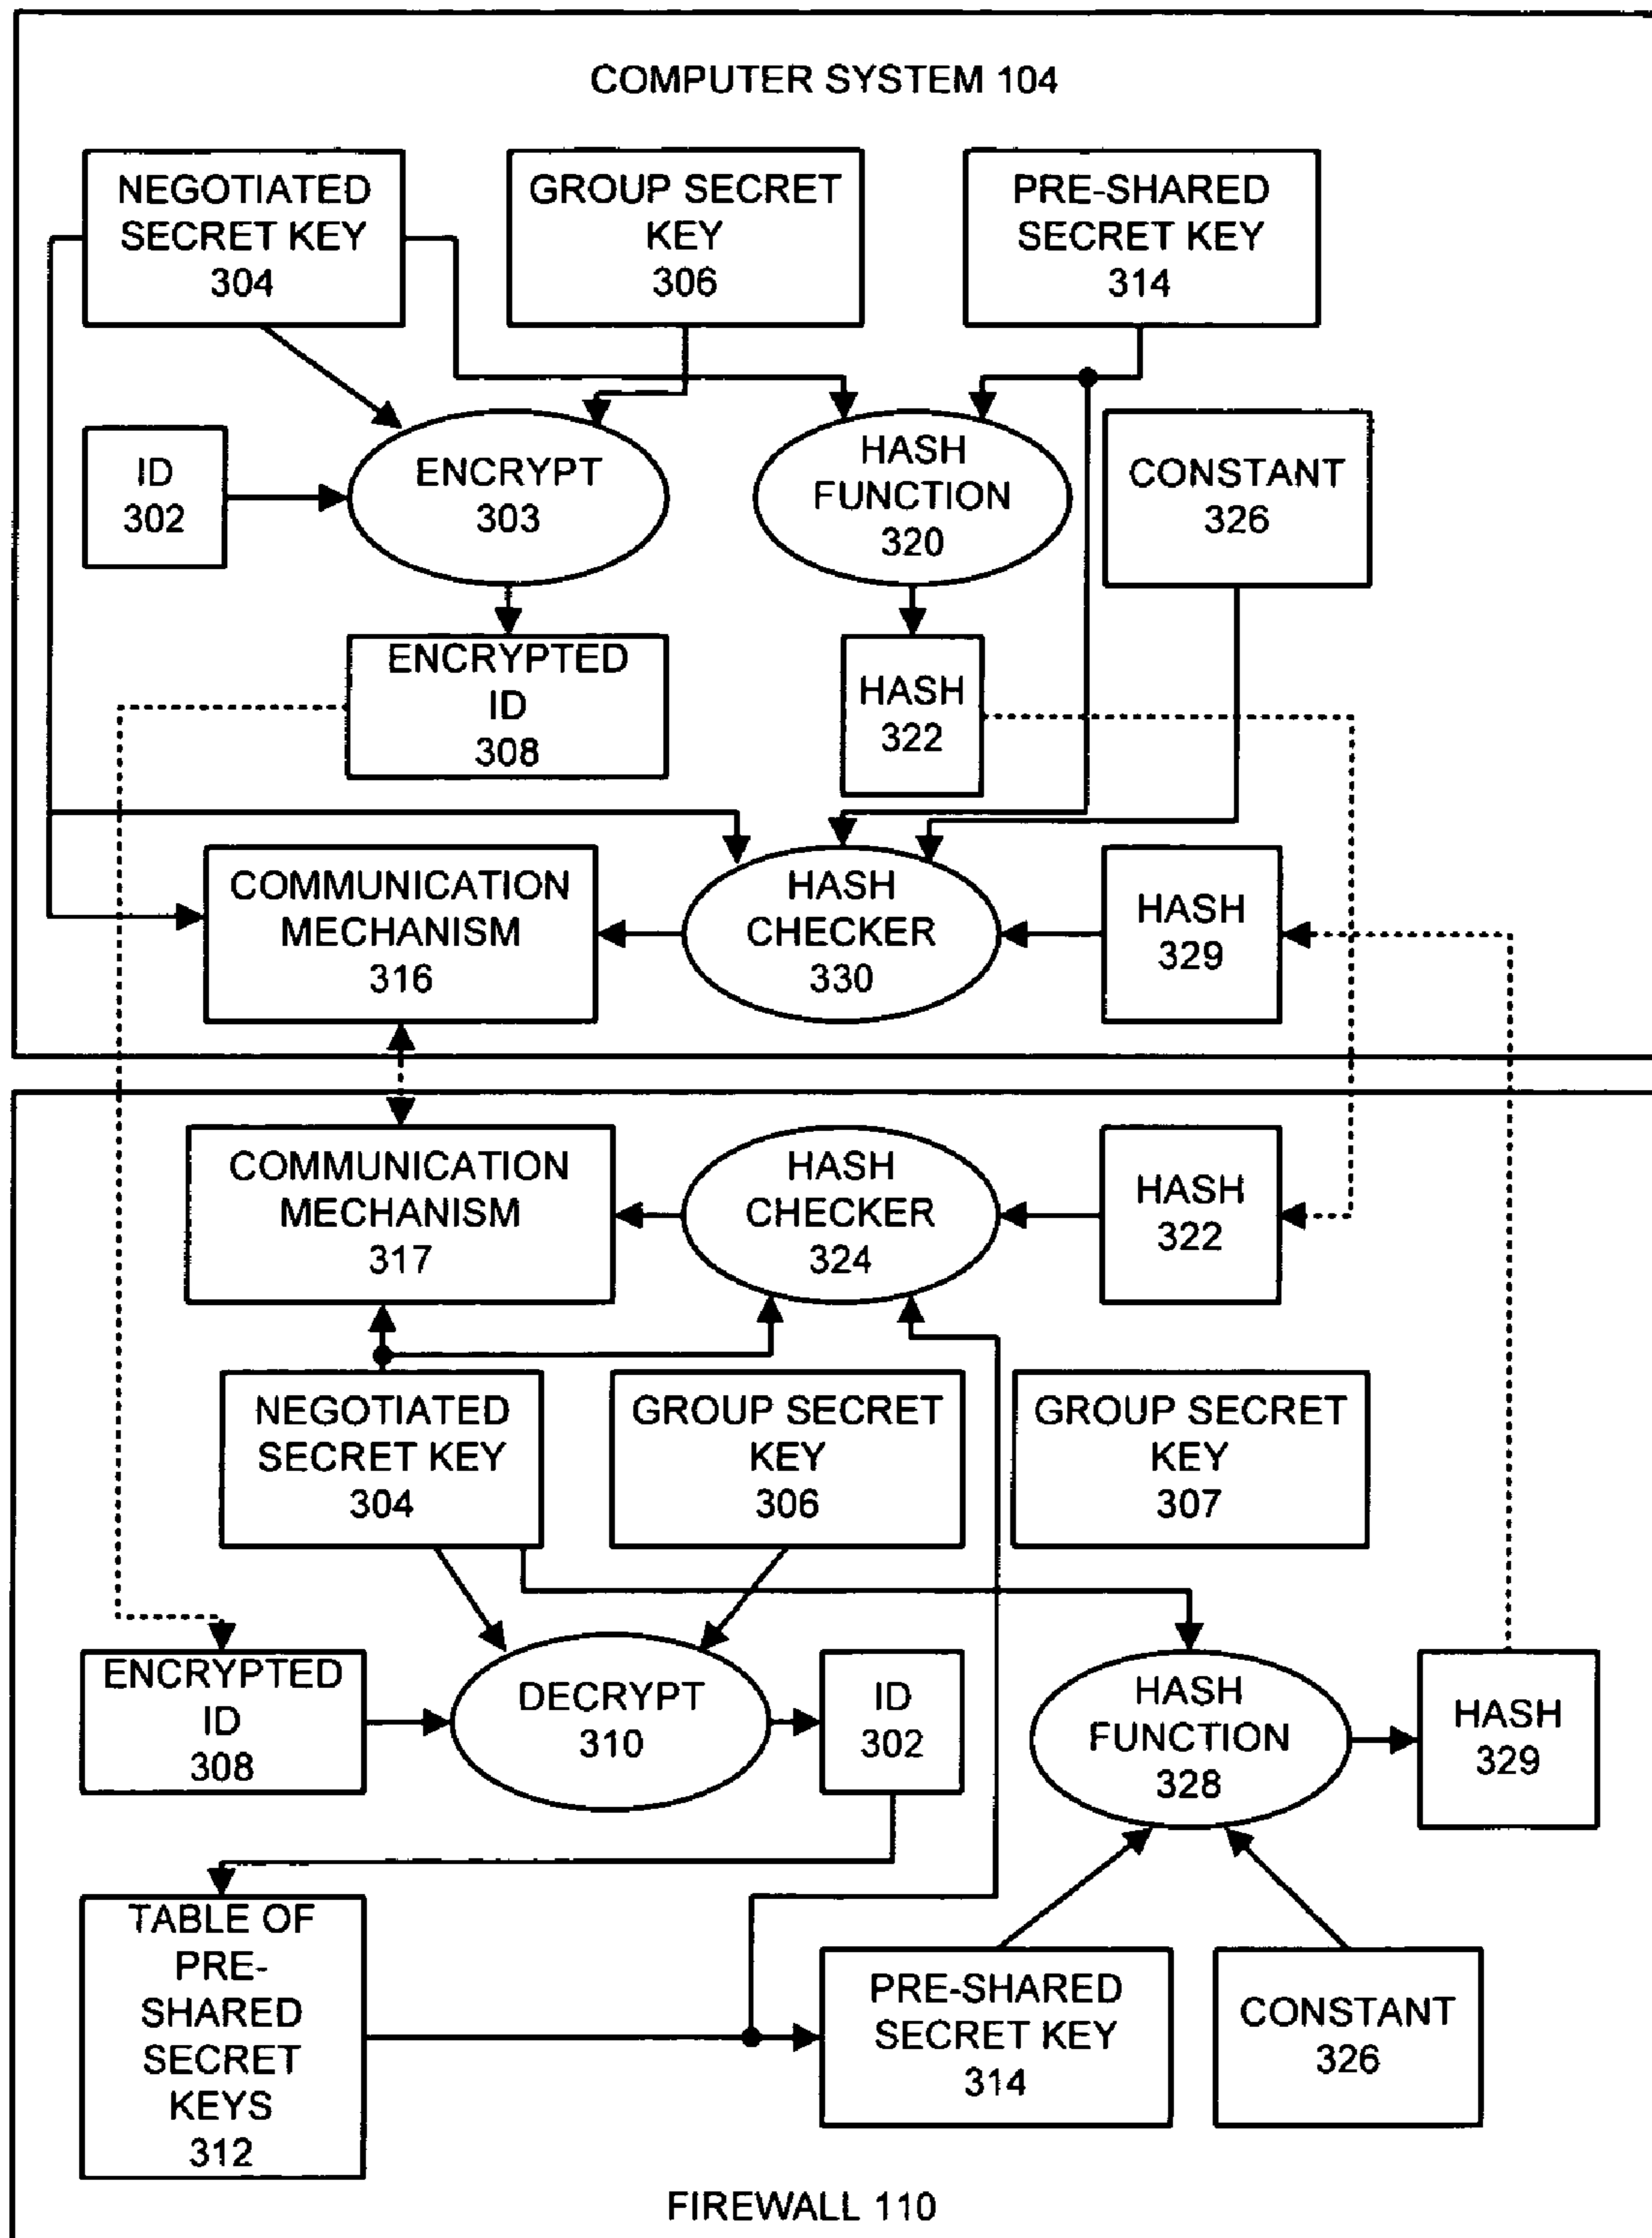 COMPUTER SYSTEM 104
NEGOTIATED
SECRET KEY
304
GROUP SECRET
KEY
306
PRE-SHARED
SECRET KEY
314
ID
302
ENCRYPT
303
HASH
FUNCTION
320
CONSTANT
326
ENCRYPTED
ID
308
HASH
322
COMMUNICATION
MECHANISM
316
HASH
CHECKER
330
HASH
329
COMMUNICATION
MECHANISM
317
HASH
CHECKER
324
HASH
322
NEGOTIATED
SECRET KEY
304
GROUP SECRET
KEY
306
GROUP SECRET
KEY
307
ENCRYPTED
ID
308
DECRYPT
310
ID
302
HASH
FUNCTION
328
HASH
329
TABLE OF
PRE-
SHARED
SECRET
KEYS
312
PRE-SHARED
SECRET KEY
314
CONSTANT
326
FIREWALL 110